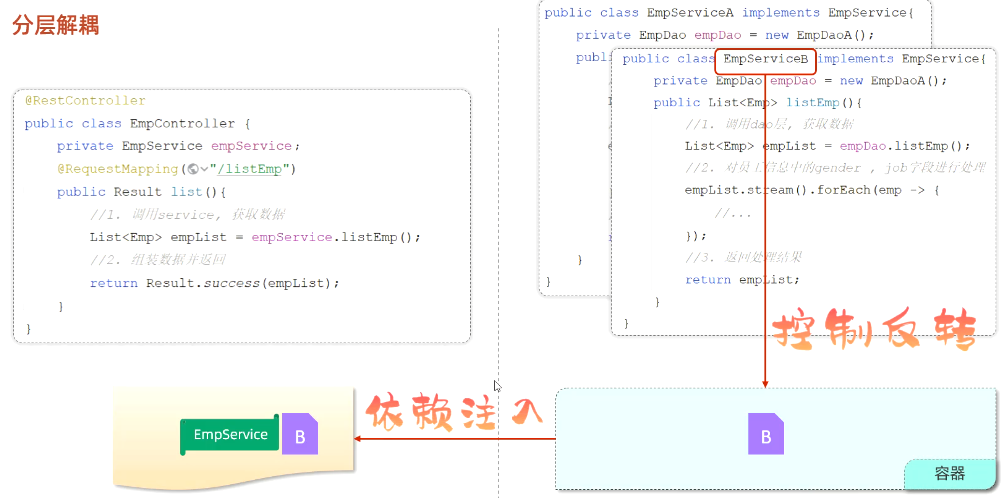 分层解耦
@RestController
public class EmpController {
private EmpService empService;
@RequestMapping("/listEmp")
public Result list(){
//1. 调用service, 获取数据
List<Emp> empList = empService.listEmp();
//2. 组装数据并返回
return Result.success(empList);
}
}
public class EmpServiceA implements EmpService{
private EmpDao empDao = new EmpDaoA();
publi
}
}
public class EmpServiceB implements EmpService{
private EmpDao empDao = new EmpDaoA();
public List<Emp> listEmp(){
//1. 调用dao层, 获取数据
List<Emp> empList = empDao.listEmp();
//2. 对员工信息中的gender , job字段进行处理
empList.stream().forEach(emp -> {
//...
});
//3. 返回处理结果
return empList;
}
}
控制反转
依赖注入
EmpService
B
B
容器